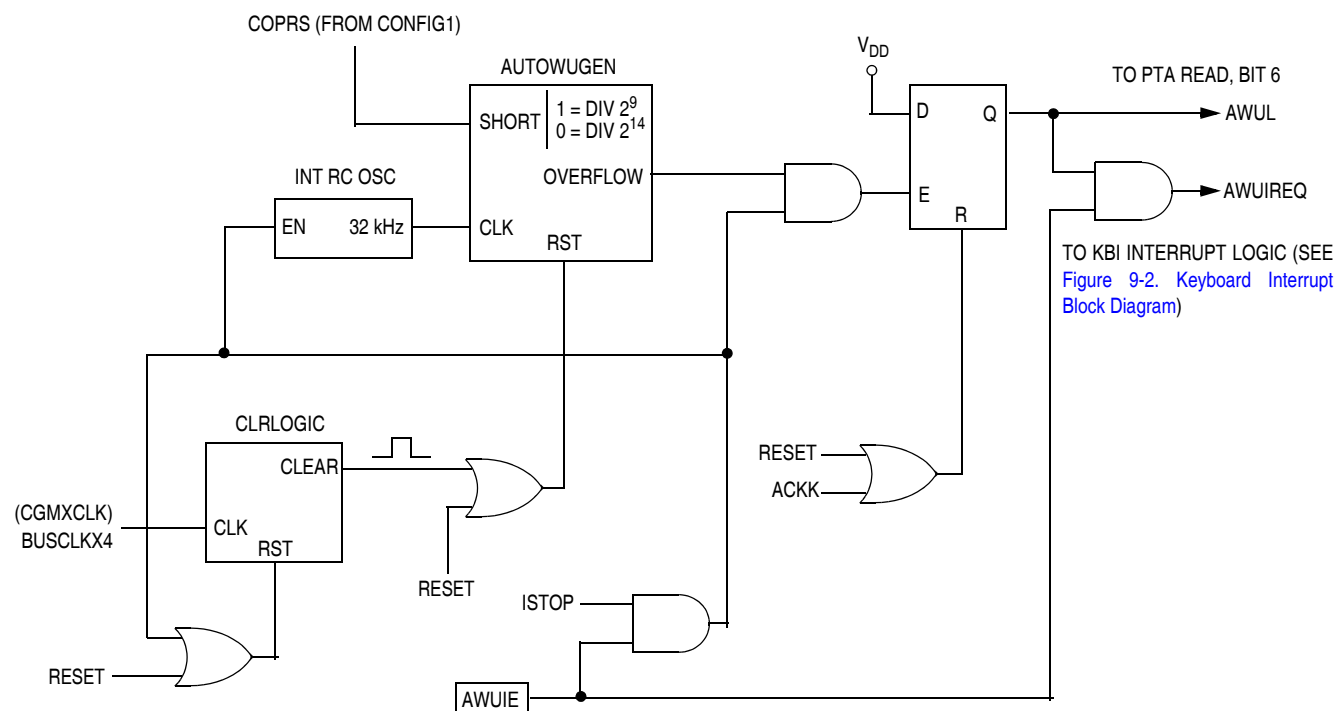 COPRS (FROM CONFIG1)
AUTOWUGEN
SHORT
1 = DIV 2⁹
0 = DIV 2¹⁴
OVERFLOW
CLK
RST
INT RC OSC
EN
32 kHz
VDD
D
Q
E
R
TO PTA READ, BIT 6
AWUL
AWUIREQ
TO KBI INTERRUPT LOGIC (SEE
Figure 9-2. Keyboard Interrupt
Block Diagram)
CLRLOGIC
CLEAR
CLK
RST
(CGMXCLK)
BUSCLKX4
RESET
RESET
RESET
ACKK
ISTOP
AWUIE